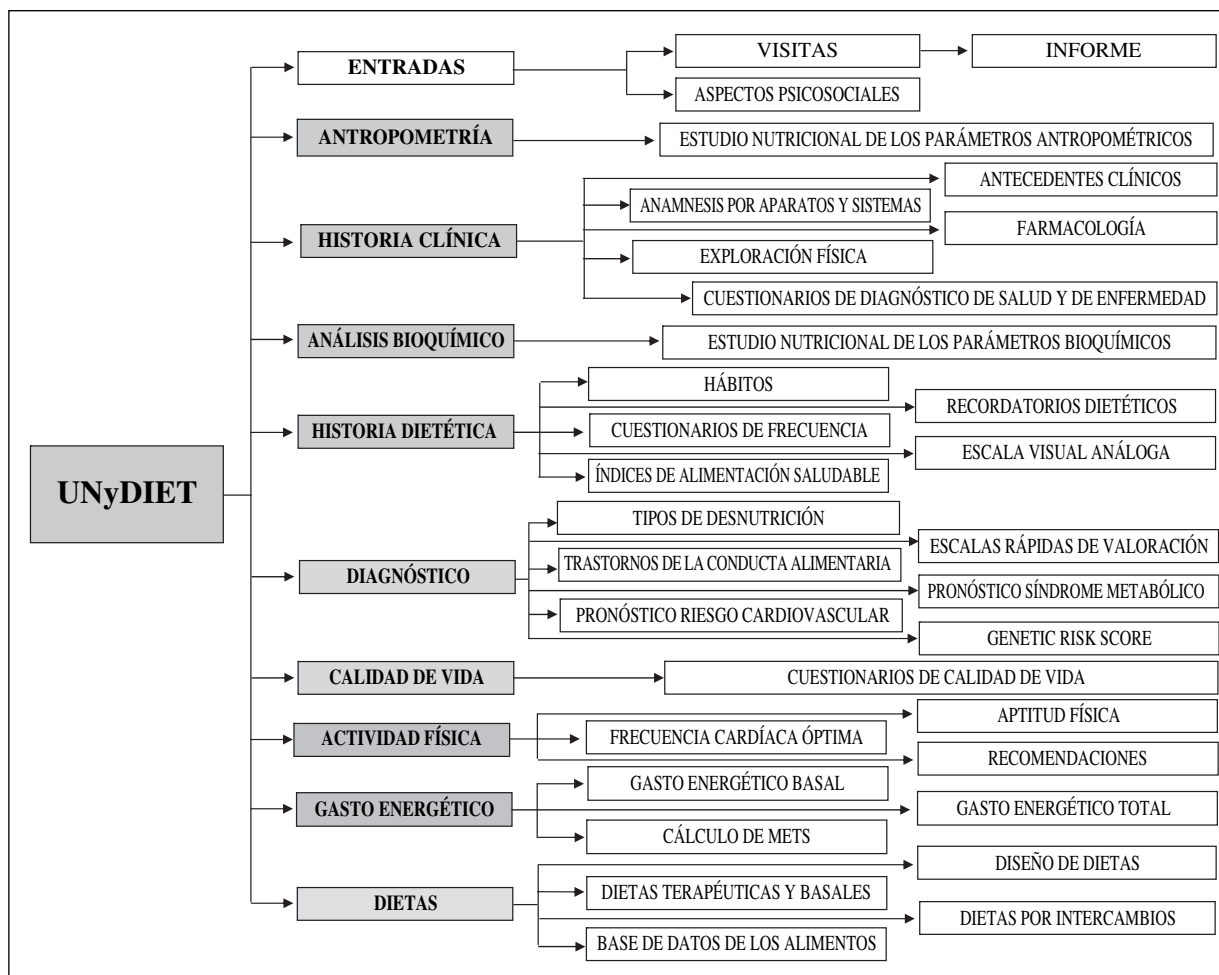 UNyDIET
ENTRADAS
VISITAS
INFORME
ASPECTOS PSICOSOCIALES
ANTROPOMETRÍA
ESTUDIO NUTRICIONAL DE LOS PARÁMETROS ANTROPOMÉTRICOS
HISTORIA CLÍNICA
ANTECEDENTES CLÍNICOS
ANAMNESIS POR APARATOS Y SISTEMAS
FARMACOLOGÍA
EXPLORACIÓN FÍSICA
CUESTIONARIOS DE DIAGNÓSTICO DE SALUD Y DE ENFERMEDAD
ANÁLISIS BIOQUÍMICO
ESTUDIO NUTRICIONAL DE LOS PARÁMETROS BIOQUÍMICOS
HISTORIA DIETÉTICA
HÁBITOS
RECORDATORIOS DIETÉTICOS
CUESTIONARIOS DE FRECUENCIA
ESCALA VISUAL ANÁLOGA
ÍNDICES DE ALIMENTACIÓN SALUDABLE
DIAGNÓSTICO
TIPOS DE DESNUTRICIÓN
ESCALAS RÁPIDAS DE VALORACIÓN
TRASTORNOS DE LA CONDUCTA ALIMENTARIA
PRONÓSTICO SÍNDROME METABÓLICO
PRONÓSTICO RIESGO CARDIOVASCULAR
GENETIC RISK SCORE
CALIDAD DE VIDA
CUESTIONARIOS DE CALIDAD DE VIDA
ACTIVIDAD FÍSICA
APTITUD FÍSICA
FRECUENCIA CARDÍACA ÓPTIMA
RECOMENDACIONES
GASTO ENERGÉTICO
GASTO ENERGÉTICO BASAL
GASTO ENERGÉTICO TOTAL
CÁLCULO DE METS
DIETAS
DISEÑO DE DIETAS
DIETAS TERAPÉUTICAS Y BASALES
DIETAS POR INTERCAMBIOS
BASE DE DATOS DE LOS ALIMENTOS